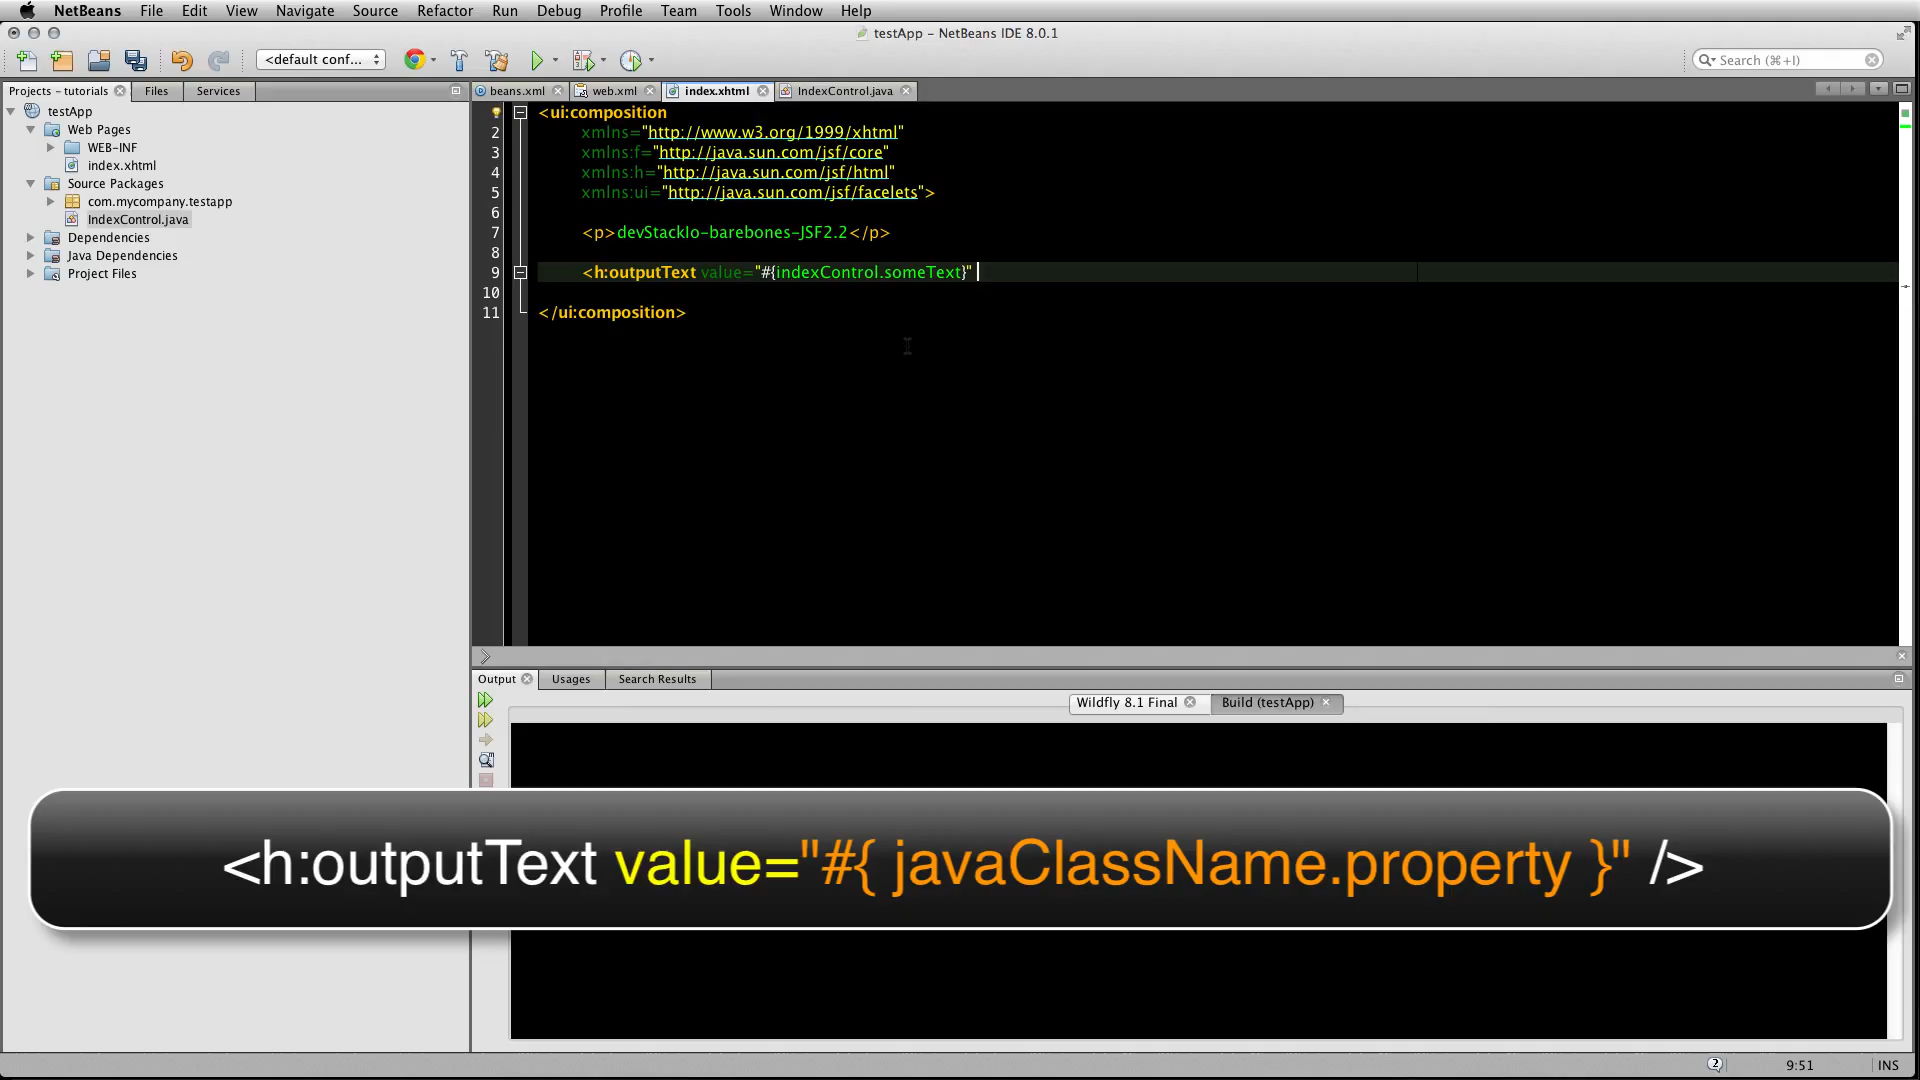 NetBeans File Edit View Navigate Source Refactor Run Debug Profile Team Tools Window Help
testApp – NetBeans IDE 8.0.1
<default conf...
Search (⌘+I)
Projects – tutorials Files Services
beans.xml web.xml index.xhtml IndexControl.java
testApp
Web Pages
WEB-INF
index.xhtml
Source Packages
com.mycompany.testapp
IndexControl.java
Dependencies
Java Dependencies
Project Files
<ui:composition
2 xmlns="http://www.w3.org/1999/xhtml"
3 xmlns:f="http://java.sun.com/jsf/core"
4 xmlns:h="http://java.sun.com/jsf/html"
5 xmlns:ui="http://java.sun.com/jsf/facelets">
6
7 <p>devStackIo-barebones-JSF2.2</p>
8
9 <h:outputText value="#{indexControl.someText}"
10
11 </ui:composition>
Output Usages Search Results
Wildfly 8.1 Final Build (testApp)
<h:outputText value="#{ javaClassName.property }" />
2 9:51 INS